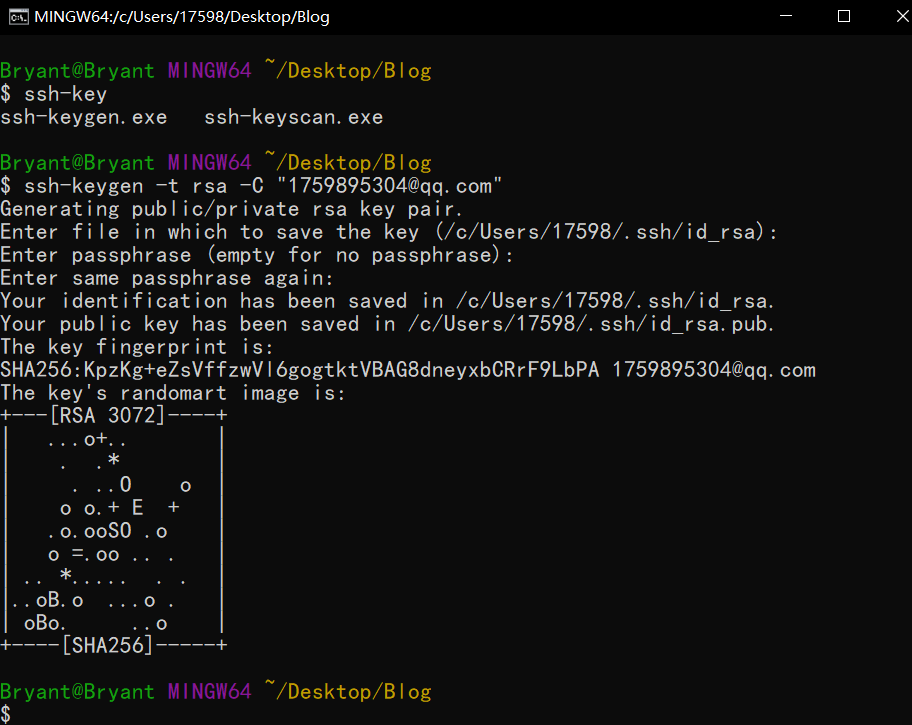 MINGW64:/c/Users/17598/Desktop/Blog
Bryant@Bryant MINGW64 ~/Desktop/Blog
$ ssh-key
ssh-keygen.exe   ssh-keyscan.exe
Bryant@Bryant MINGW64 ~/Desktop/Blog
$ ssh-keygen -t rsa -C "1759895304@qq.com"
Generating public/private rsa key pair.
Enter file in which to save the key (/c/Users/17598/.ssh/id_rsa):
Enter passphrase (empty for no passphrase):
Enter same passphrase again:
Your identification has been saved in /c/Users/17598/.ssh/id_rsa.
Your public key has been saved in /c/Users/17598/.ssh/id_rsa.pub.
The key fingerprint is:
SHA256:KpzKg+eZsVffzwVl6gogtktVBAG8dneyxbCRrF9LbPA 1759895304@qq.com
The key's randomart image is:
+---[RSA 3072]----+
|   ...o+..       |
|    .  .*        |
|     . ..O    o  |
|    o o.+ E  +   |
|   .o.ooSO .o    |
|   o =.oo .. .   |
| .. *.....  . .  |
|..oB.o  ...o .   |
| oBo.     ..o    |
+----[SHA256]-----+
Bryant@Bryant MINGW64 ~/Desktop/Blog
$